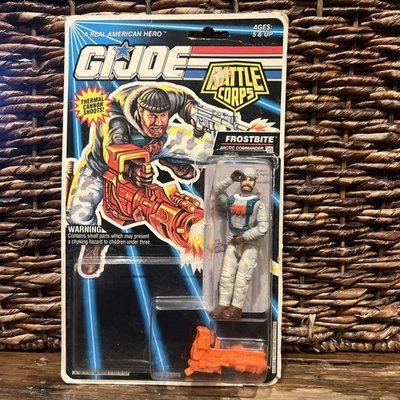 A REAL AMERICAN HERO
AGES:
5 & UP
G.I. JOE
BATTLE
CORPS
THERMAL
CANNON
SHOOTS!
FROSTBITE
ARCTIC COMMANDER
WARNING:
Contains small parts which may present
a choking hazard to children under three.